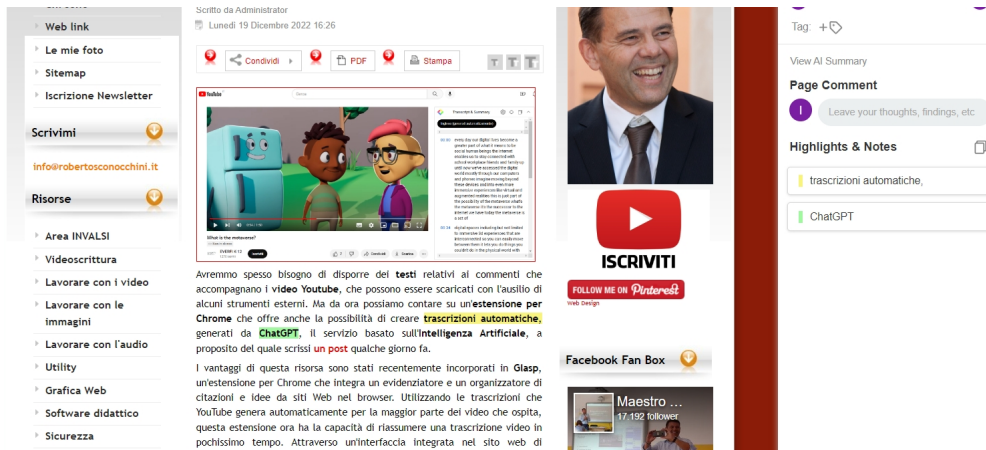 Web link
Le mie foto
Sitemap
Iscrizione Newsletter
Scrivimi
info@robertosconocchini.it
Risorse
Area INVALSI
Videoscrittura
Lavorare con i video
Lavorare con le
immagini
Lavorare con l'audio
Utility
Grafica Web
Software didattico
Sicurezza
Scritto da Administrator
Lunedì 19 Dicembre 2022 16:26
Condividi
PDF
Stampa
YouTube
Transcript & Summary
What is the metaverse?
Avremmo spesso bisogno di disporre dei testi relativi ai commenti che
accompagnano i video Youtube, che possono essere scaricati con l'ausilio di
alcuni strumenti esterni. Ma da ora possiamo contare su un'estensione per
Chrome che offre anche la possibilità di creare trascrizioni automatiche,
generati da ChatGPT, il servizio basato sull'Intelligenza Artificiale, a
proposito del quale scrissi un post qualche giorno fa.
I vantaggi di questa risorsa sono stati recentemente incorporati in Glasp,
un'estensione per Chrome che integra un evidenziatore e un organizzatore di
citazioni e idee da siti Web nel browser. Utilizzando le trascrizioni che
YouTube genera automaticamente per la maggior parte dei video che ospita,
questa estensione ora ha la capacità di riassumere una trascrizione video in
pochissimo tempo. Attraverso un'interfaccia integrata nel sito web di
ISCRIVITI
FOLLOW ME ON Pinterest
Web Design
Facebook Fan Box
Maestro ...
17.192 follower
Tag:
View AI Summary
Page Comment
I
Leave your thoughts, findings, etc
Highlights & Notes
trascrizioni automatiche,
ChatGPT